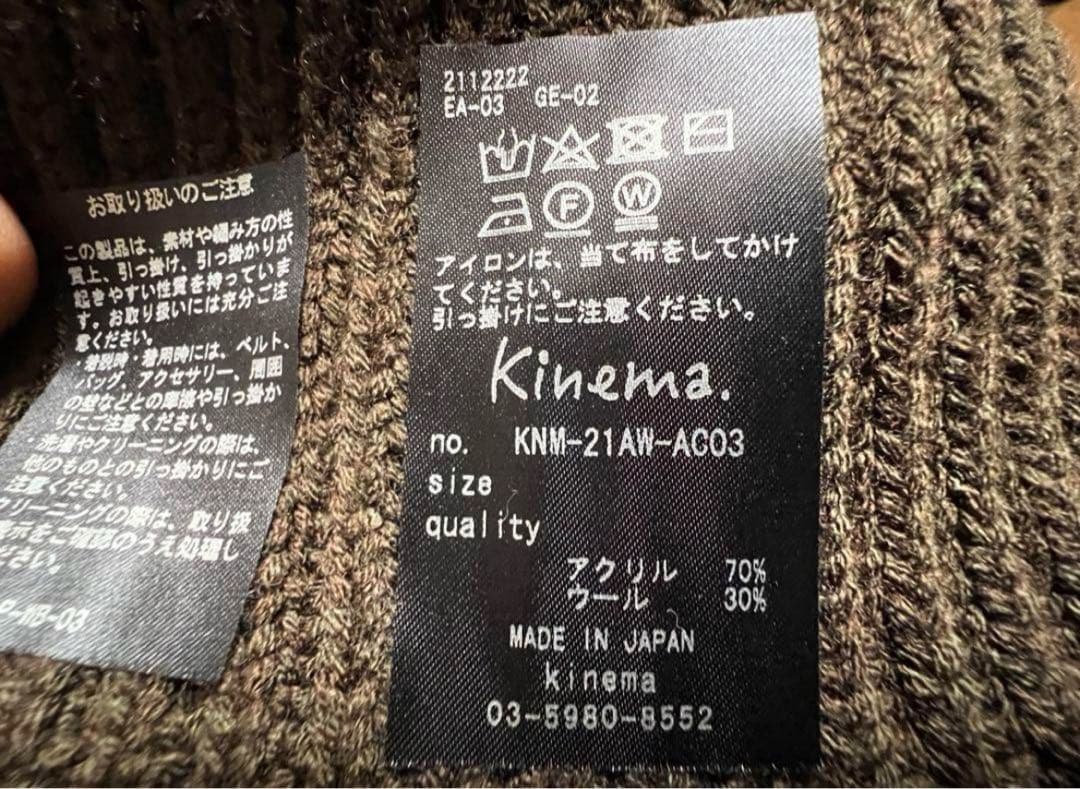 お取り扱いのご注意
この製品は、素材や編み方の性
質上、引っ掛け、引っ掛かりが
起きやすい性質を持っていま
す。お取り扱いには充分ご注
意ください。
・着脱時・着用時には、ベルト、
バッグ、アクセサリー、周囲
の壁などとの摩擦や引っ掛か
りにご注意ください。
・洗濯やクリーニングの際は、
他のものとの引っ掛かりにご
意ください。
クリーニングの際は、取り扱
表示をご確認のうえ処理し
ださい。
P-MB-03
2112222
EA-03 GE-02
F W
アイロンは、当て布をしてかけ
てください。
引っ掛けにご注意ください。
Kinema.
no. KNM-21AW-AC03
size
quality
アクリル 70%
ウール 30%
MADE IN JAPAN
kinema
03-5980-8552